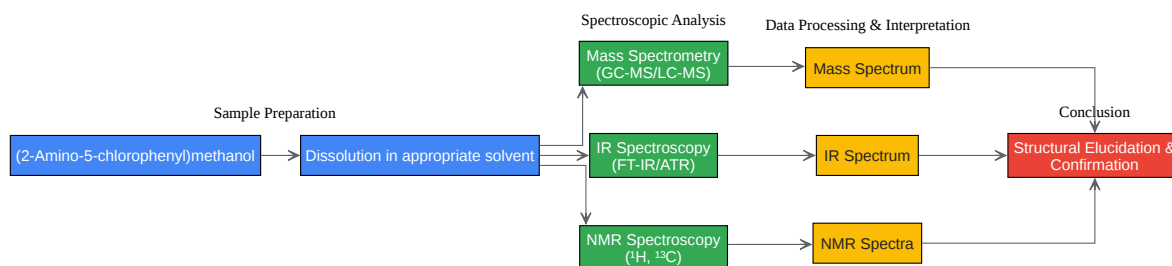 Spectroscopic Analysis
Data Processing & Interpretation
Mass Spectrometry
(GC-MS/LC-MS)
Mass Spectrum
Sample Preparation
Conclusion
(2-Amino-5-chlorophenyl)methanol
Dissolution in appropriate solvent
IR Spectroscopy
(FT-IR/ATR)
IR Spectrum
Structural Elucidation &
Confirmation
NMR Spectroscopy
(¹H, ¹³C)
NMR Spectra